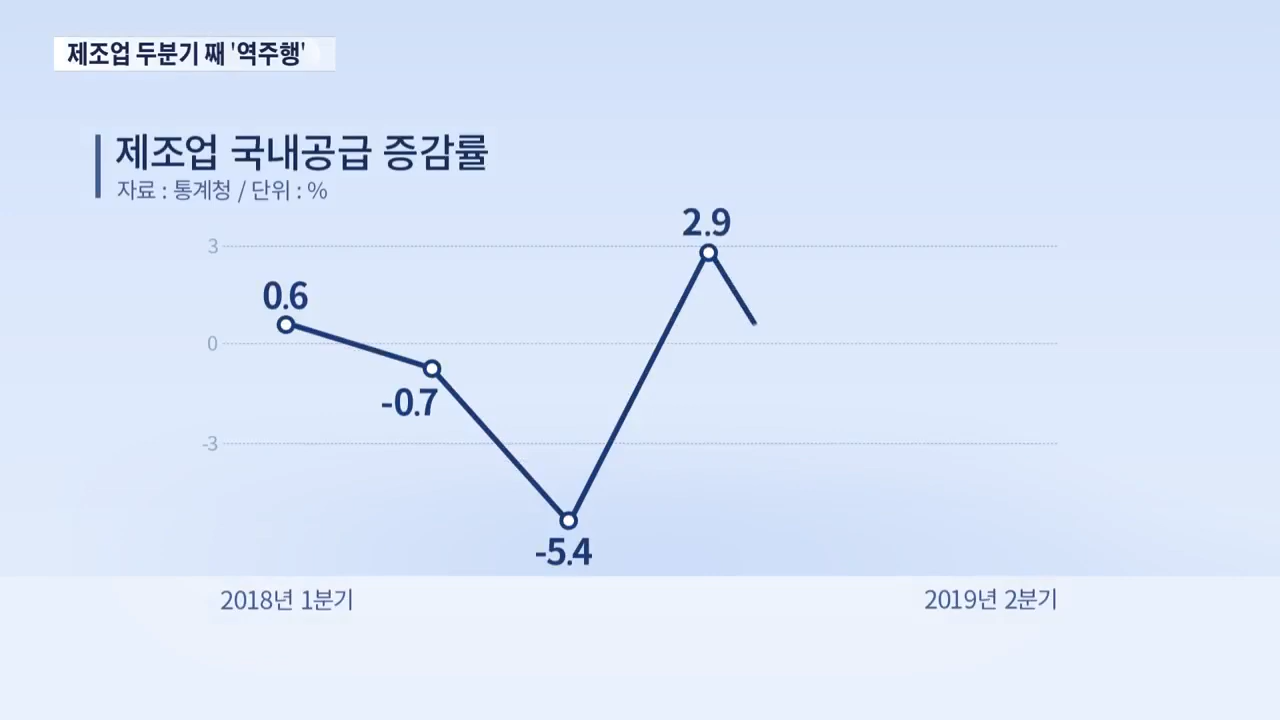 제조업 두분기 째 '역주행'
제조업 국내공급 증감률
자료 : 통계청 / 단위 : %
2.9
3
0.6
0
-0.7
-3
-5.4
2018년 1분기
2019년 2분기